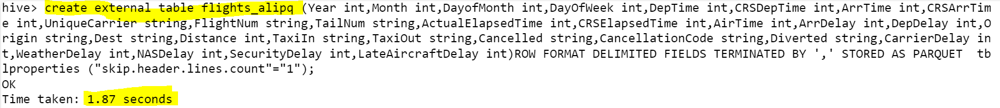 hive> create external table flights_alipq (Year int,Month int,DayofMonth int,DayOfWeek int,DepTime int,CRSDepTime int,ArrTime int,CRSArrTim
e int,UniqueCarrier string,FlightNum string,TailNum string,ActualElapsedTime int,CRSElapsedTime int,AirTime int,ArrDelay int,DepDelay int,O
rigin string,Dest string,Distance int,TaxiIn string,TaxiOut string,Cancelled string,CancellationCode string,Diverted string,CarrierDelay in
t,WeatherDelay int,NASDelay int,SecurityDelay int,LateAircraftDelay int)ROW FORMAT DELIMITED FIELDS TERMINATED BY ',' STORED AS PARQUET  tb
lproperties ("skip.header.lines.count"="1");
OK
Time taken: 1.87 seconds